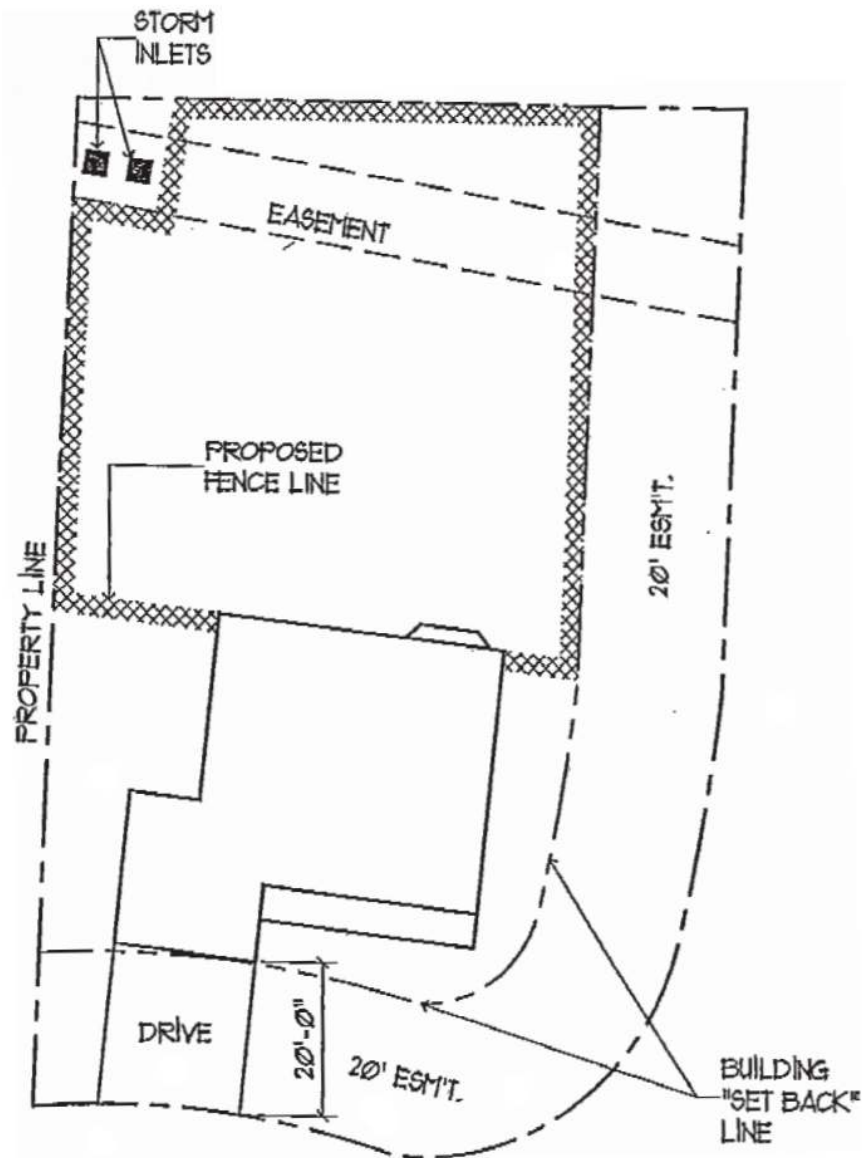 STORM
INLETS
EASEMENT
PROPOSED
FENCE LINE
20' ESM'T.
PROPERTY LINE
DRIVE
20'-0"
20' ESM'T.
BUILDING
"SET BACK"
LINE